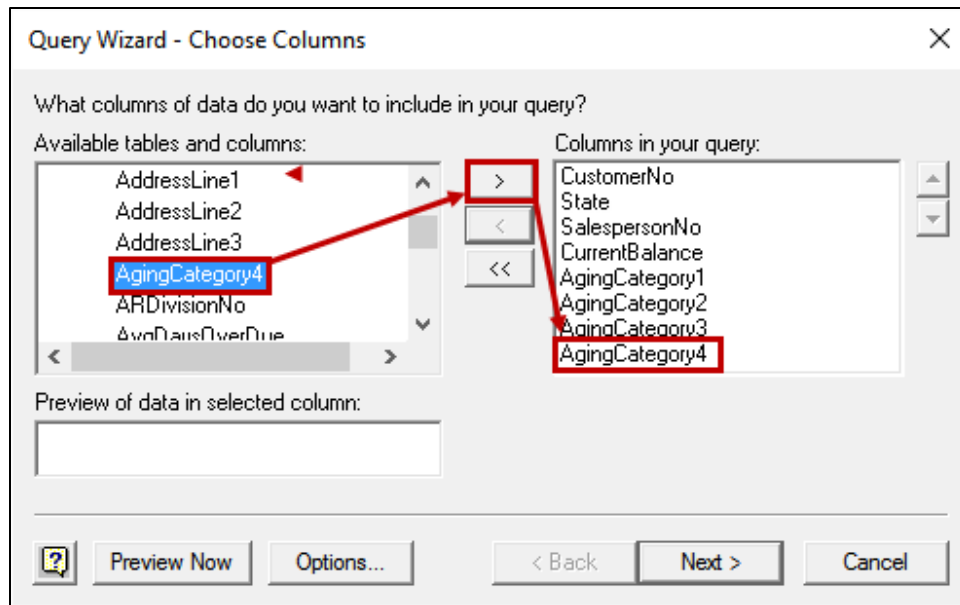 Query Wizard - Choose Columns
What columns of data do you want to include in your query?
Available tables and columns:
AddressLine1
AddressLine2
AddressLine3
AgingCategory4
ARDivisionNo
AvgDaysOverDue
>
<
<<
Columns in your query:
CustomerNo
State
SalespersonNo
CurrentBalance
AgingCategory1
AgingCategory2
AgingCategory3
AgingCategory4
Preview of data in selected column:
?
Preview Now
Options...
< Back
Next >
Cancel